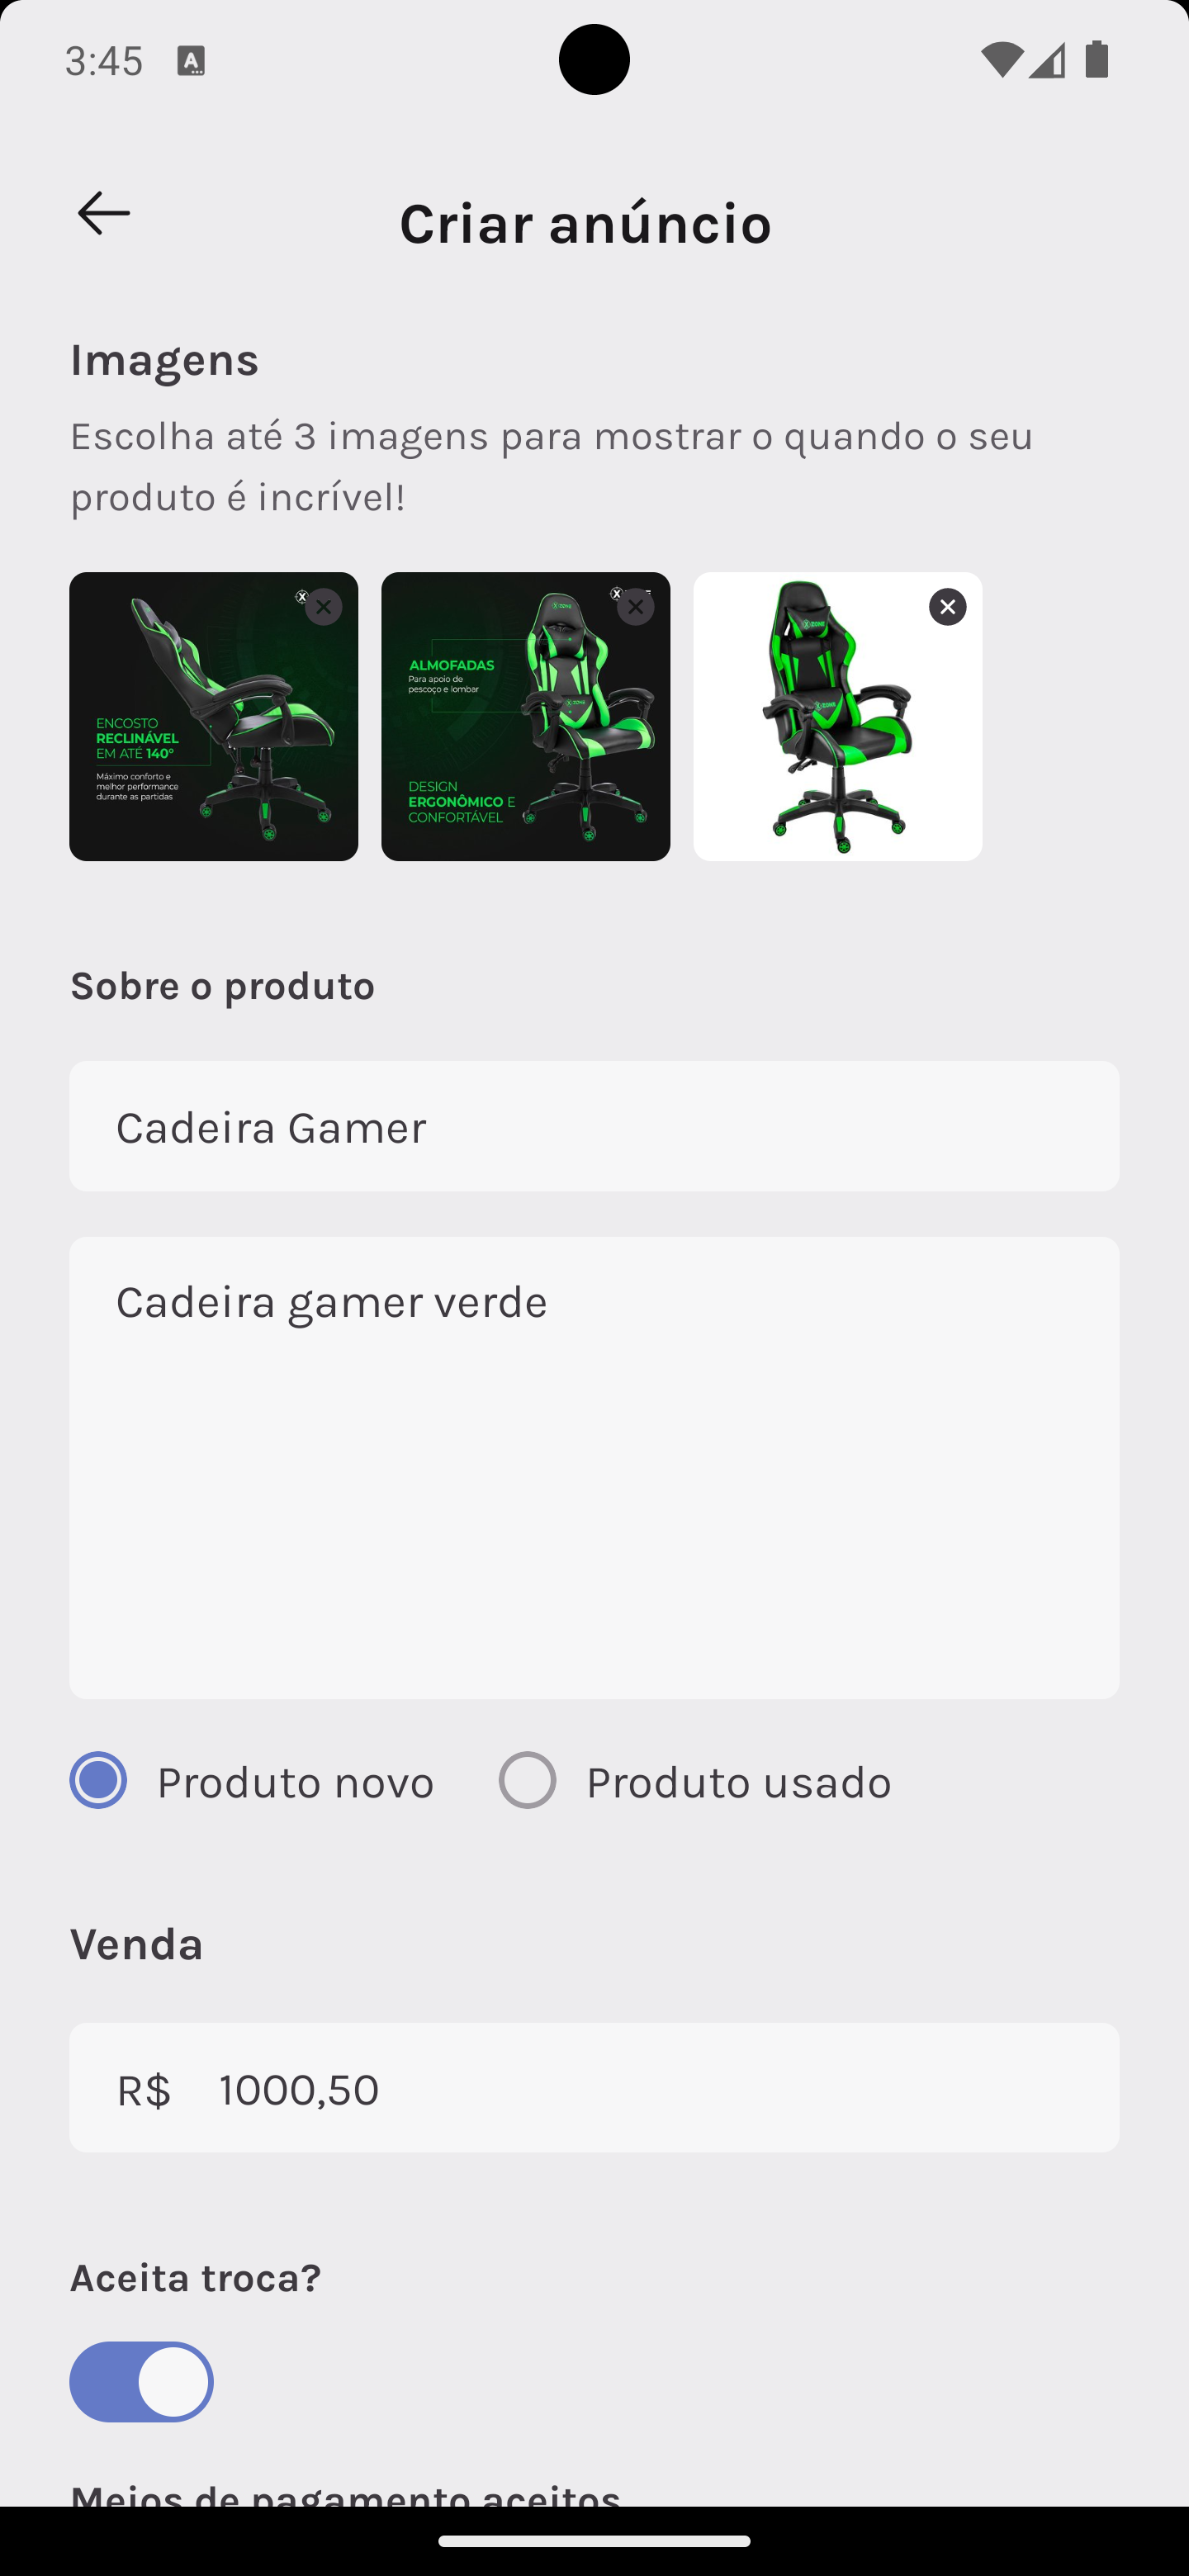 3:45
Criar anúncio
Imagens
Escolha até 3 imagens para mostrar o quando o seu
produto é incrível!
ENCOSTO
RECLINÁVEL
EM ATÉ 140°
Máximo conforto e
melhor performance
durante as partidas
ALMOFADAS
Para apoio de
pescoço e lombar
DESIGN
ERGONÔMICO E
CONFORTÁVEL
Sobre o produto
Cadeira Gamer
Cadeira gamer verde
Produto novo
Produto usado
Venda
R$ 1000,50
Aceita troca?
Meios de pagamento aceitos